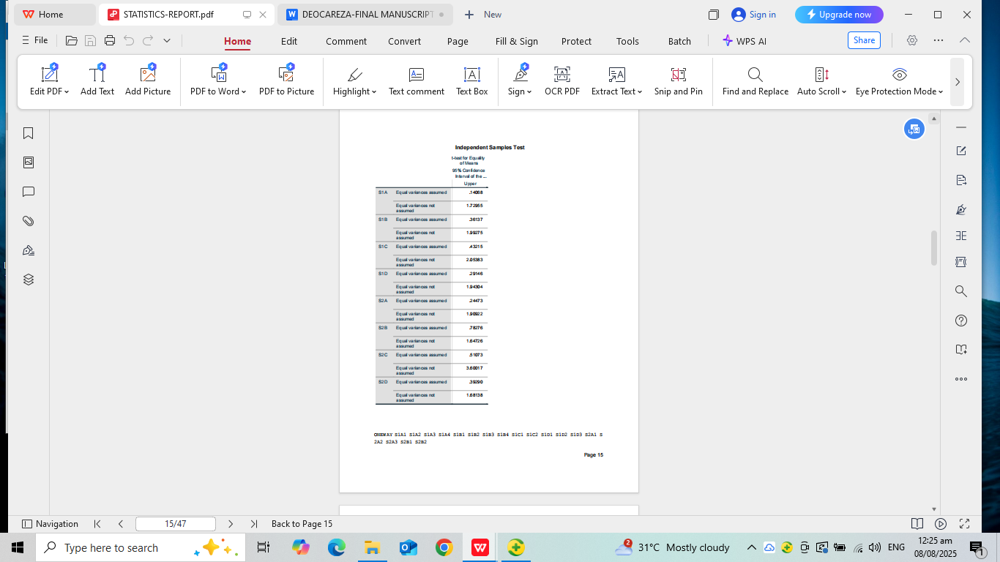 Home
STATISTICS-REPORT.pdf
DEOCAREZA-FINAL MANUSCRIPT
New
Sign in
Upgrade now
File
Home
Edit
Comment
Convert
Page
Fill & Sign
Protect
Tools
Batch
WPS AI
Share
Edit PDF
Add Text
Add Picture
PDF to Word
PDF to Picture
Highlight
Text comment
Text Box
Sign
OCR PDF
Extract Text
Snip and Pin
Find and Replace
Auto Scroll
Eye Protection Mode
Independent Samples Test
t-test for Equality
of Means
95% Confidence
Interval of the ...
Upper
S1A Equal variances assumed .14068
Equal variances not
assumed 1.72955
S1B Equal variances assumed .36137
Equal variances not
assumed 1.99275
S1C Equal variances assumed .43215
Equal variances not
assumed 2.05383
S1D Equal variances assumed .29146
Equal variances not
assumed 1.94304
S2A Equal variances assumed .24473
Equal variances not
assumed 1.90922
S2B Equal variances assumed .78276
Equal variances not
assumed 1.64726
S2C Equal variances assumed .51073
Equal variances not
assumed 3.60017
S2D Equal variances assumed .39290
Equal variances not
assumed 1.68138
ONEWAY S1A1 S1A2 S1A3 S1A4 S1B1 S1B2 S1B3 S1B4 S1C1 S1C2 S1D1 S1D2 S1D3 S2A1 S
2A2 S2A3 S2B1 S2B2
Page 15
Navigation
15/47
Back to Page 15
Type here to search
2
31°C Mostly cloudy
ENG
12:25 am
08/08/2025
1